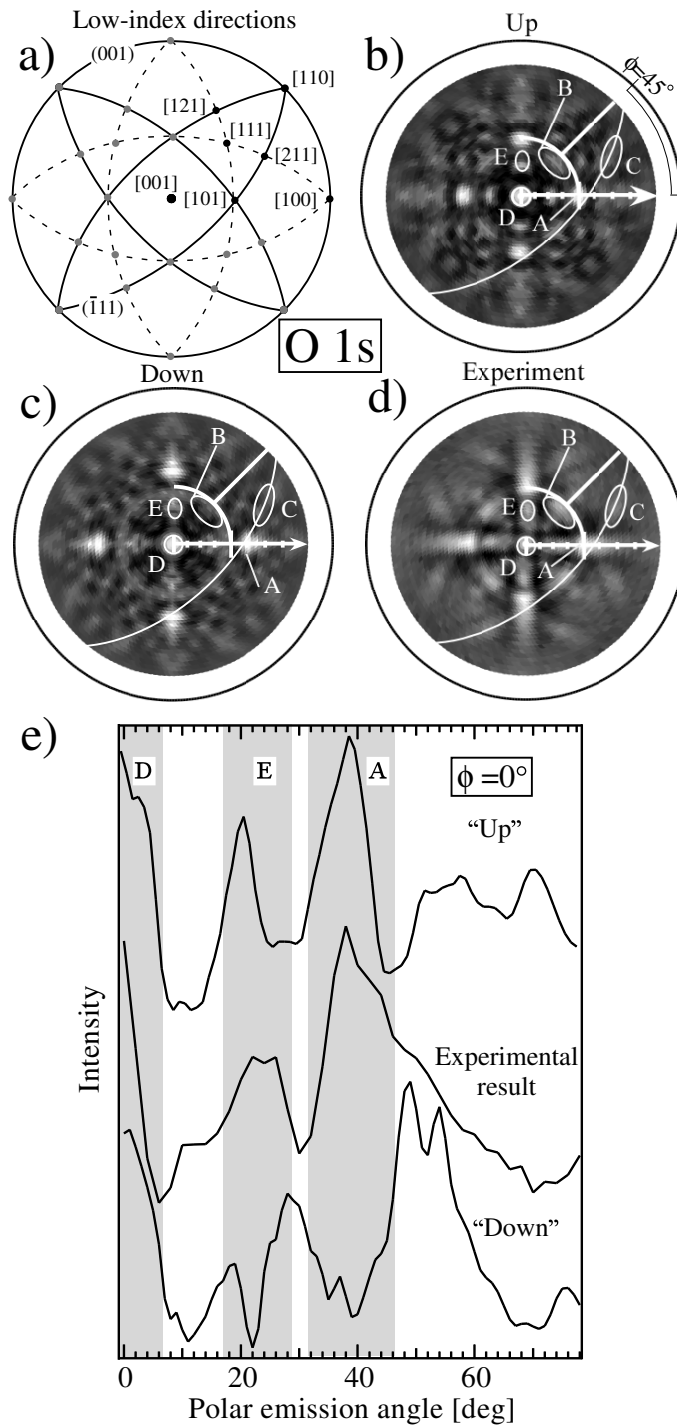 Low-index directions
a)
(001)
[110]
[121]
[111]
[211]
[001]
[101]
[100]
(1̄11)
O 1s
Up
b)
ϕ=45°
B
E
C
D
A
Down
c)
B
E
C
D
A
Experiment
d)
B
E
C
D
A
e)
D
E
A
ϕ =0°
“Up”
Experimental
result
“Down”
Intensity
0
20
40
60
Polar emission angle [deg]